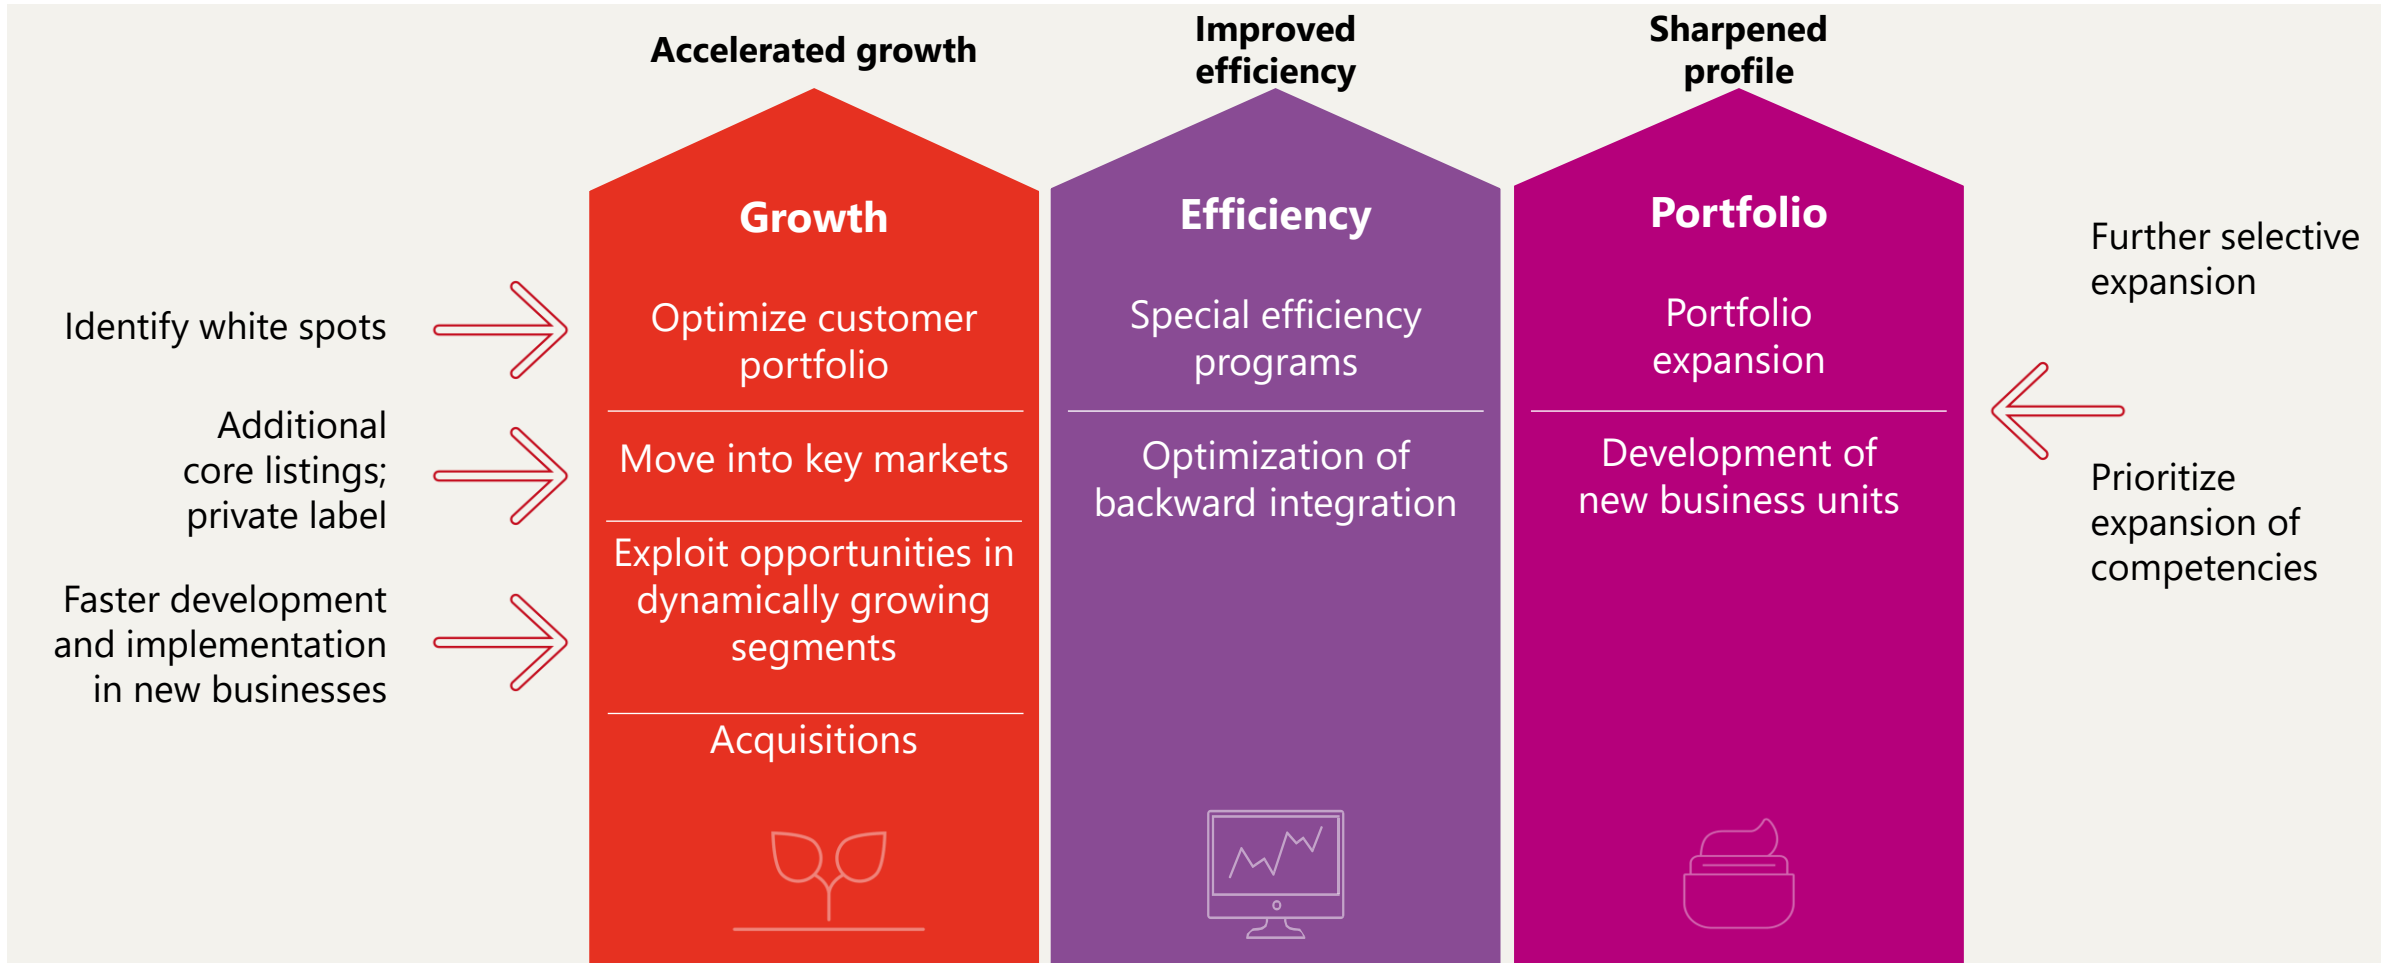 Accelerated growth
Improved
efficiency
Sharpened
profile
Identify white spots
Additional
core listings;
private label
Faster development
and implementation
in new businesses
Growth
Optimize customer
portfolio
Move into key markets
Exploit opportunities in
dynamically growing
segments
Acquisitions
Efficiency
Special efficiency
programs
Optimization of
backward integration
Portfolio
Portfolio
expansion
Development of
new business units
Further selective
expansion
Prioritize
expansion of
competencies